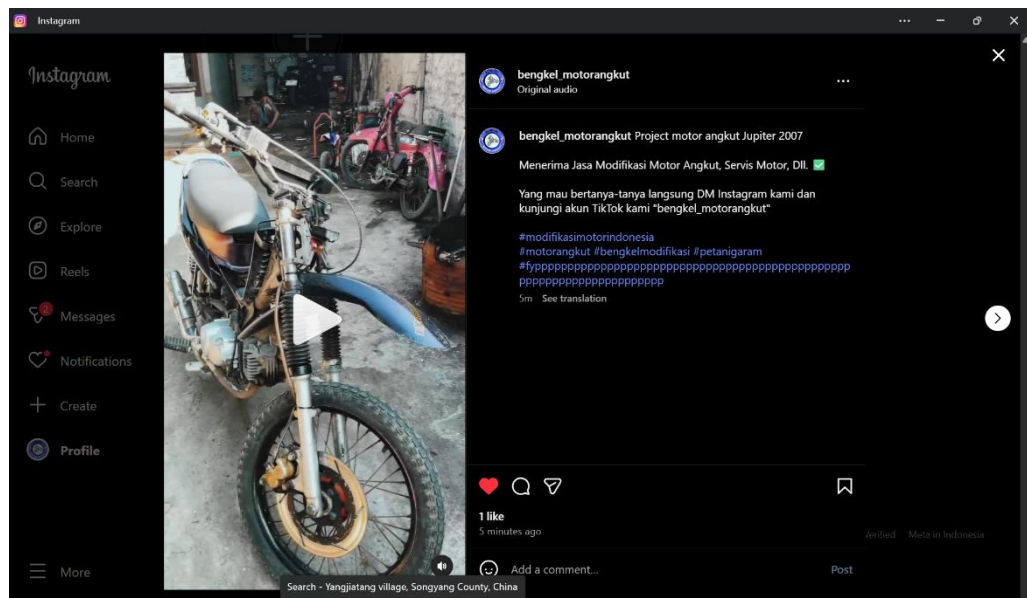 Instagram
Instagram
Home
Search
Explore
Reels
2
Messages
Notifications
Create
Profile
More
bengkel_motorangkut
Original audio
bengkel_motorangkut Project motor angkut Jupiter 2007
Menerima Jasa Modifikasi Motor Angkut, Servis Motor, Dll. ✅
Yang mau bertanya-tanya langsung DM Instagram kami dan
kunjungi akun TikTok kami "bengkel_motorangkut"
#modifikasimotorindonesia
#motorangkut #bengkelmodifikasi #petanigaram
#fyppppppppppppppppppppppppppppppppppppppppppppppp
pppppppppppppppppppppp
5m See translation
1 like
5 minutes ago
Verified Meta in Indonesia
Add a comment...
Post
Search - Yangjiatang village, Songyang County, China